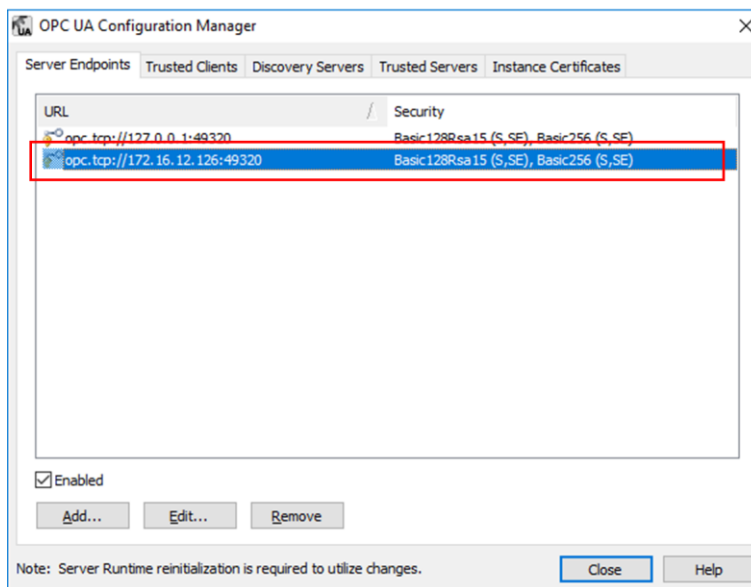 OPC UA Configuration Manager
Server Endpoints Trusted Clients Discovery Servers Trusted Servers Instance Certificates
URL Security
opc.tcp://127.0.0.1:49320 Basic128Rsa15 (S,SE), Basic256 (S,SE)
opc.tcp://172.16.12.126:49320 Basic128Rsa15 (S,SE), Basic256 (S,SE)
Enabled
Add... Edit... Remove
Note: Server Runtime reinitialization is required to utilize changes. Close Help